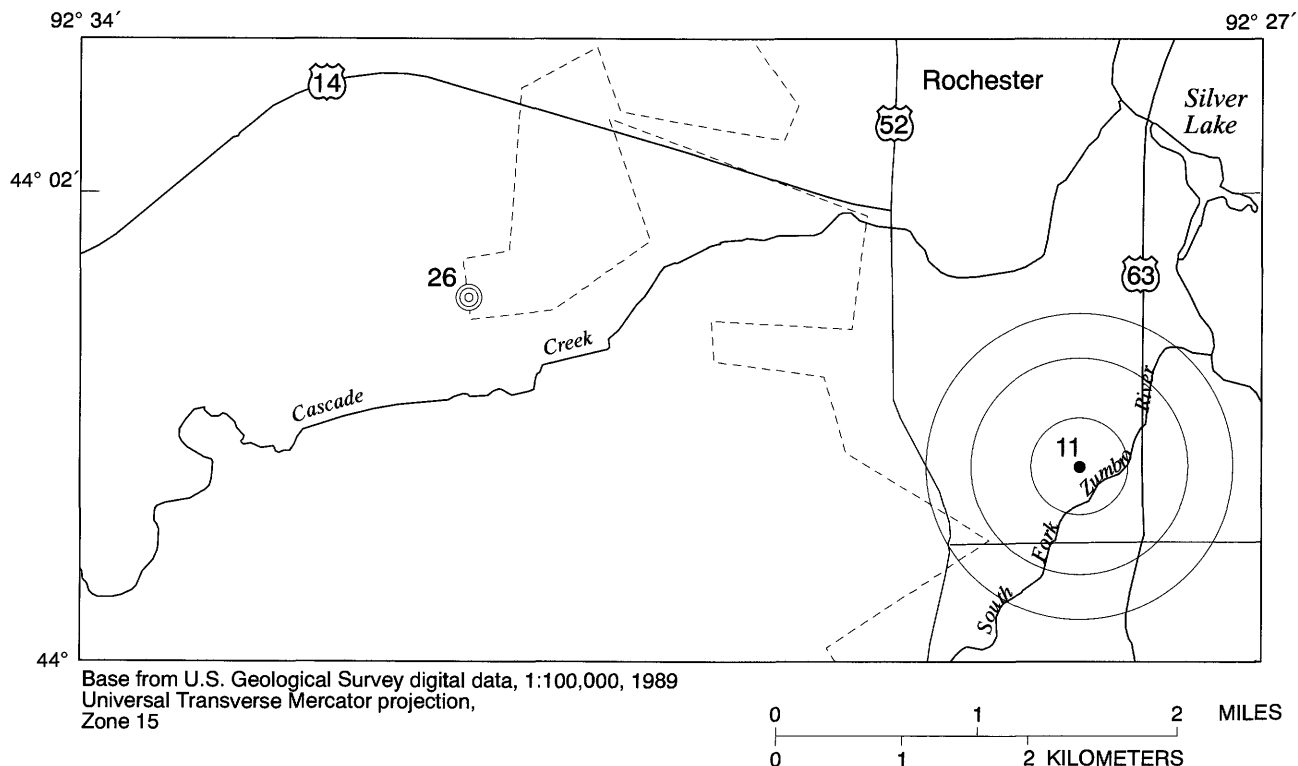 92° 34′
92° 27′
14
Rochester
Silver
Lake
52
44° 02′
26
63
Creek
Cascade
River
11
Zumbro
Fork
South
44°
Base from U.S. Geological Survey digital data, 1:100,000, 1989
Universal Transverse Mercator projection,
Zone 15
0 1 2 MILES
0 1 2 KILOMETERS